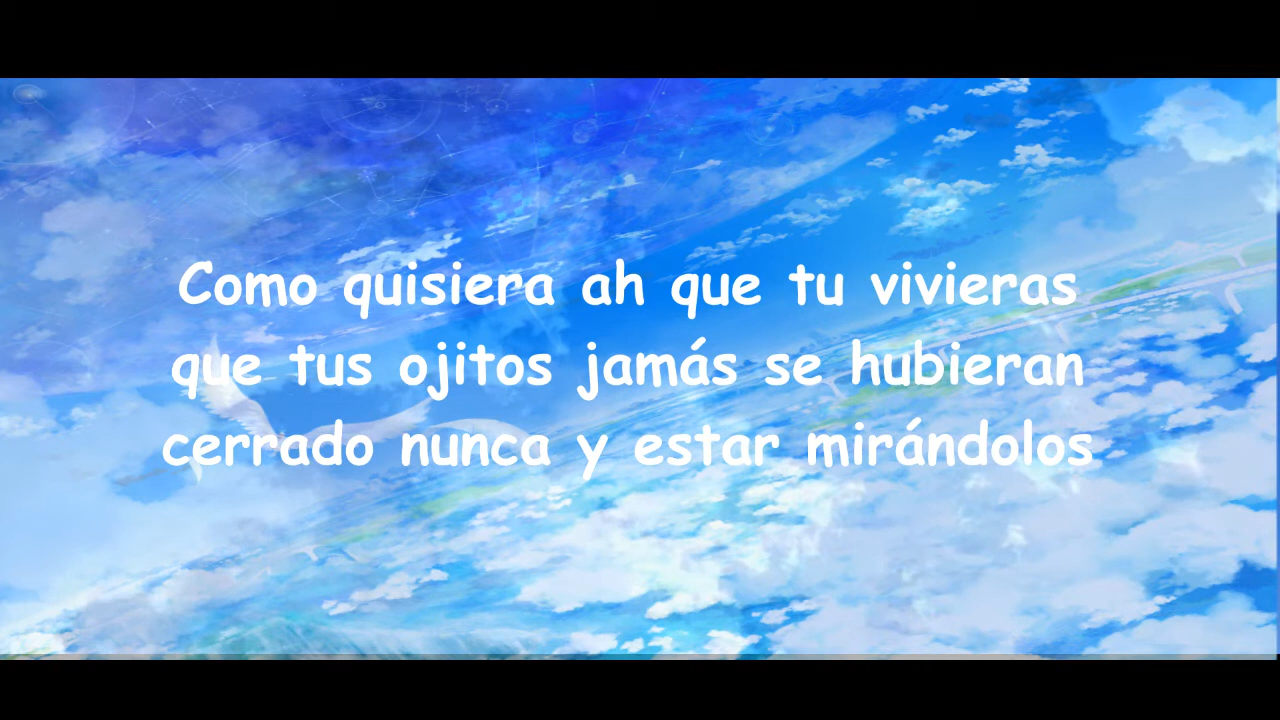 Como quisiera ah que tu vivieras
que tus ojitos jamás se hubieran
cerrado nunca y estar mirándolos